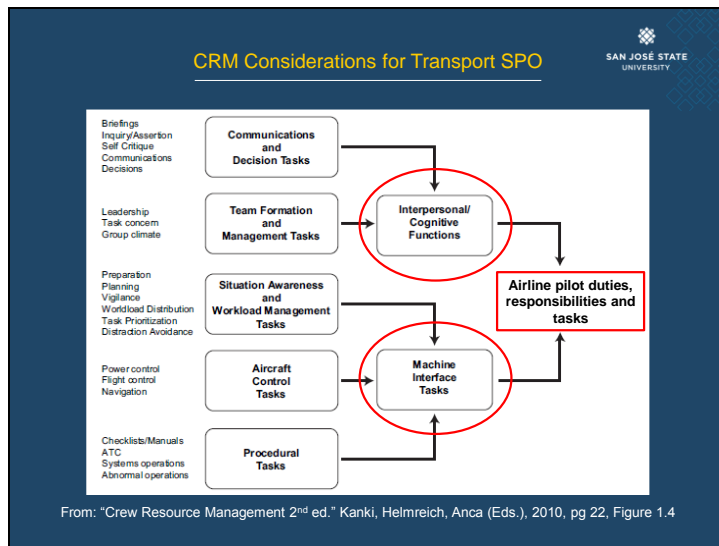 CRM Considerations for Transport SPO
SAN JOSÉ STATE
UNIVERSITY
Briefings
Inquiry/Assertion
Self Critique
Communications
Decisions
Communications
and
Decision Tasks
Leadership
Task concern
Group climate
Team Formation
and
Management Tasks
Interpersonal/
Cognitive
Functions
Preparation
Planning
Vigilance
Worldload Distribution
Task Prioritization
Distraction Avoidance
Situation Awareness
and
Workload Management
Tasks
Airline pilot duties,
responsibilities and
tasks
Power control
Flight control
Navigation
Aircraft
Control
Tasks
Machine
Interface
Tasks
Checklists/Manuals
ATC
Systems operations
Abnormal operations
Procedural
Tasks
From: “Crew Resource Management 2nd ed.” Kanki, Helmreich, Anca (Eds.), 2010, pg 22, Figure 1.4